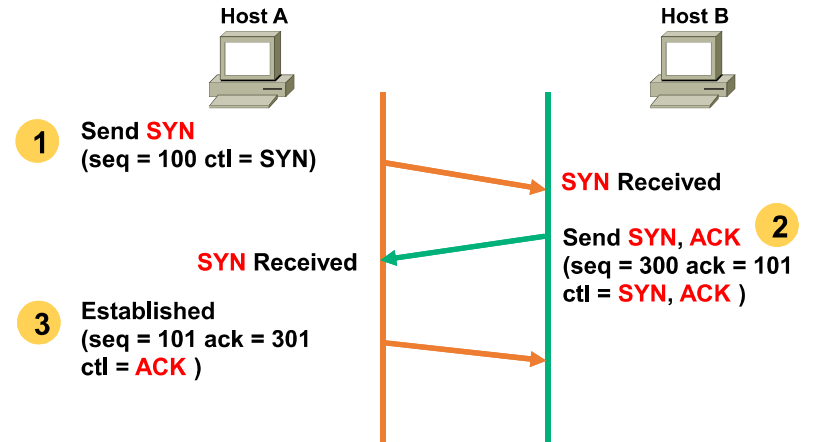 Host A
Host B
1
Send SYN
(seq = 100 ctl = SYN)
SYN Received
2
Send SYN, ACK
(seq = 300 ack = 101
ctl = SYN, ACK )
SYN Received
3
Established
(seq = 101 ack = 301
ctl = ACK )